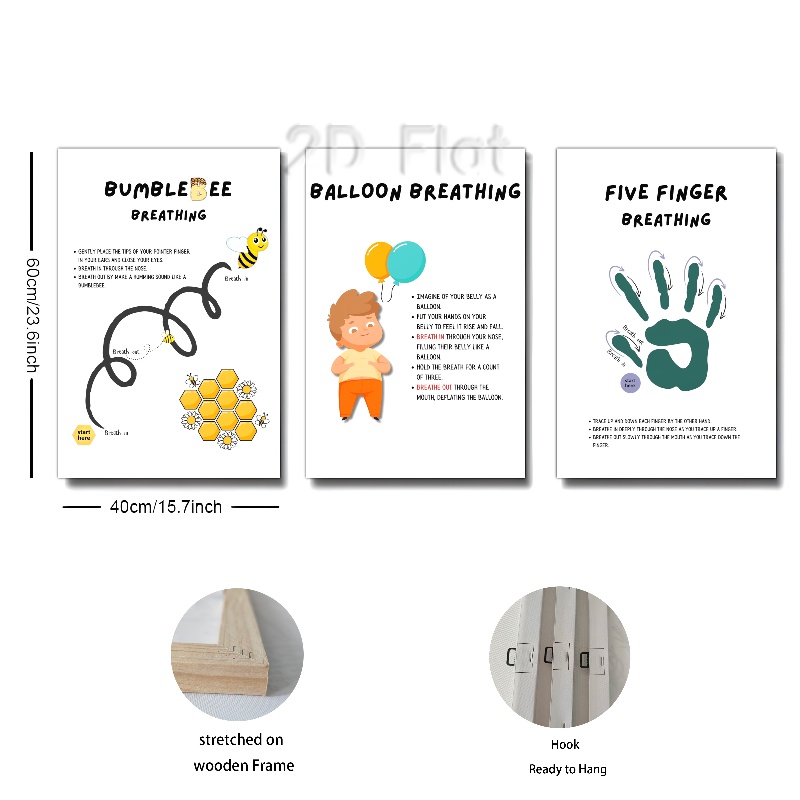 2D Flat
BUMBLEBEE
BREATHING
GENTLY PLACE THE TIPS OF YOUR POINTER FINGER
IN YOUR EARS AND CLOSE YOUR EYES.
BREATH IN THROUGH THE NOSE.
BREATH OUT BY MAKE A HUMMING SOUND LIKE A
BUMBLEBEE.
Breath in
Breath out
start
here
Breath in
BALLOON BREATHING
IMAGINE OF YOUR BELLY AS A
BALLOON.
PUT YOUR HANDS ON YOUR
BELLY TO FEEL IT RISE AND FALL.
BREATH IN THROUGH YOUR NOSE,
FILLING THEIR BELLY LIKE A
BALLOON.
HOLD THE BREATH FOR A COUNT
OF THREE.
BREATHE OUT THROUGH THE
MOUTH, DEFLATING THE BALLOON.
FIVE FINGER
BREATHING
Breath out
Breath in
start
here
TRACE UP AND DOWN EACH FINGER BY THE OTHER HAND.
BREATHE IN DEEPLY THROUGH THE NOSE AS YOU TRACE UP A FINGER.
BREATHE OUT SLOWLY THROUGH THE MOUTH AS YOU TRACE DOWN THE
FINGER.
60cm/23.6inch
40cm/15.7inch
stretched on
wooden Frame
Hook
Ready to Hang